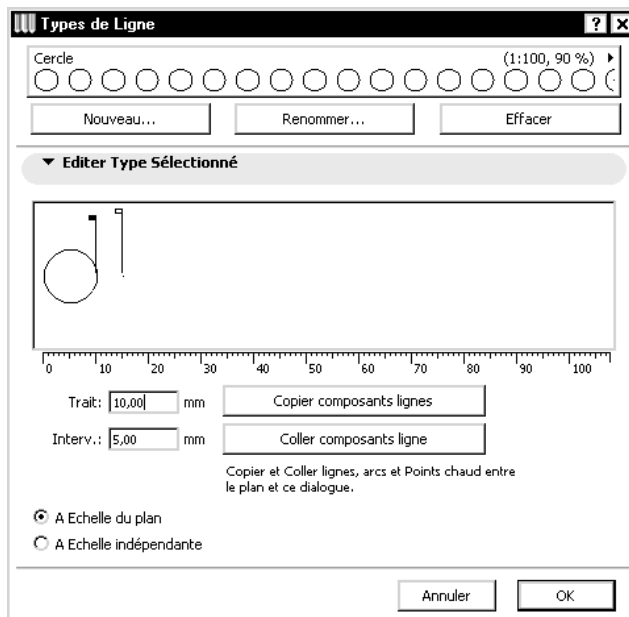 Types de Ligne ? X
Cercle (1:100, 90 %)
Nouveau... Renommer... Effacer
Editer Type Sélectionné
0 10 20 30 40 50 60 70 80 90 100
Trait: 10,00 mm Copier composants lignes
Interv.: 5,00 mm Coller composants ligne
Copier et Coller lignes, arcs et Points chaud entre
le plan et ce dialogue.
A Echelle du plan
A Echelle indépendante
Annuler OK